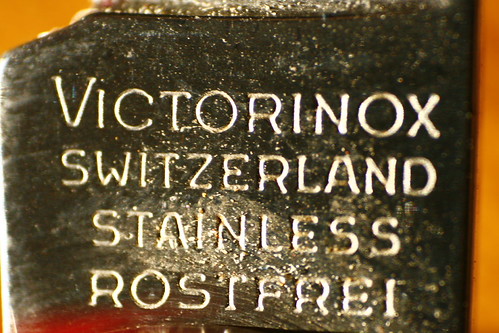 VICTORINOX
SWITZERLAND
STAINLESS
ROSTFREI